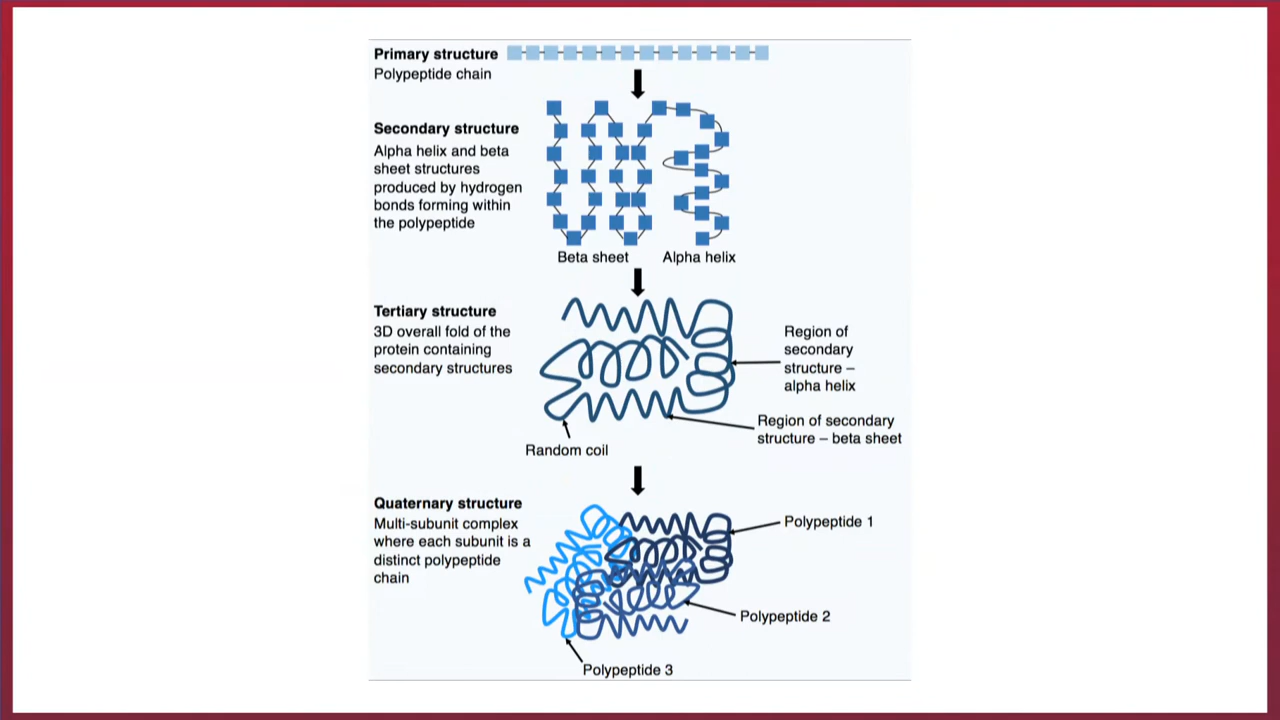 Primary structure
Polypeptide chain
Secondary structure
Alpha helix and beta
sheet structures
produced by hydrogen
bonds forming within
the polypeptide
Beta sheet
Alpha helix
Tertiary structure
3D overall fold of the
protein containing
secondary structures
Region of
secondary
structure –
alpha helix
Region of secondary
structure – beta sheet
Random coil
Quaternary structure
Multi-subunit complex
where each subunit is a
distinct polypeptide
chain
Polypeptide 1
Polypeptide 2
Polypeptide 3